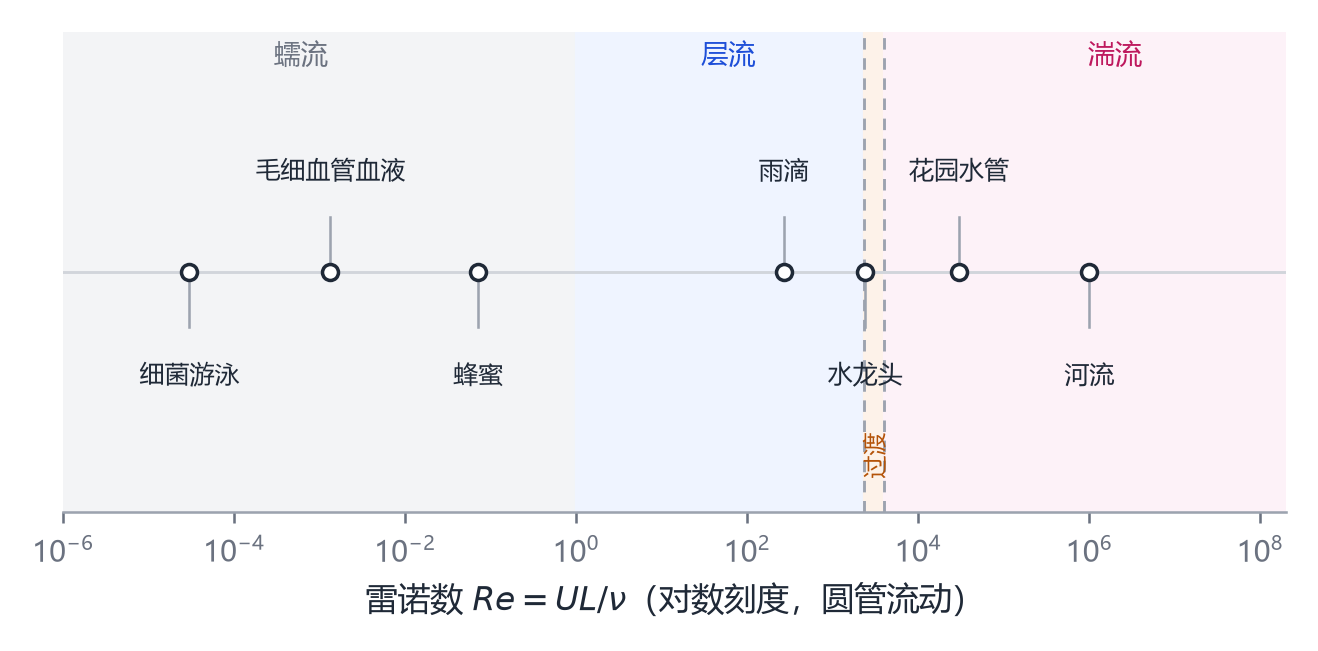 蠕流
层流
湍流
毛细血管血液
雨滴
花园水管
细菌游泳
蜂蜜
水龙头
河流
过渡
10⁻⁶
10⁻⁴
10⁻²
10⁰
10²
10⁴
10⁶
10⁸
雷诺数 Re = UL/ν（对数刻度，圆管流动）